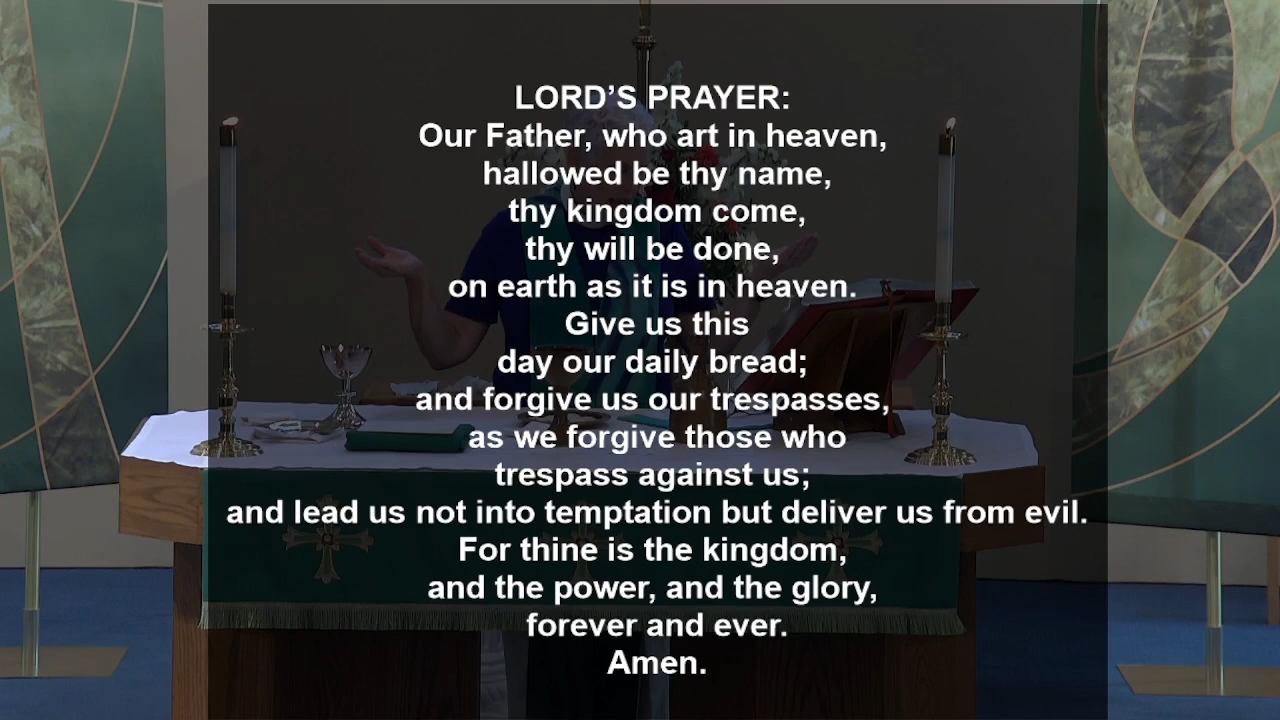 LORD’S PRAYER:
Our Father, who art in heaven,
hallowed be thy name,
thy kingdom come,
thy will be done,
on earth as it is in heaven.
Give us this
day our daily bread;
and forgive us our trespasses,
as we forgive those who
trespass against us;
and lead us not into temptation but deliver us from evil.
For thine is the kingdom,
and the power, and the glory,
forever and ever.
Amen.